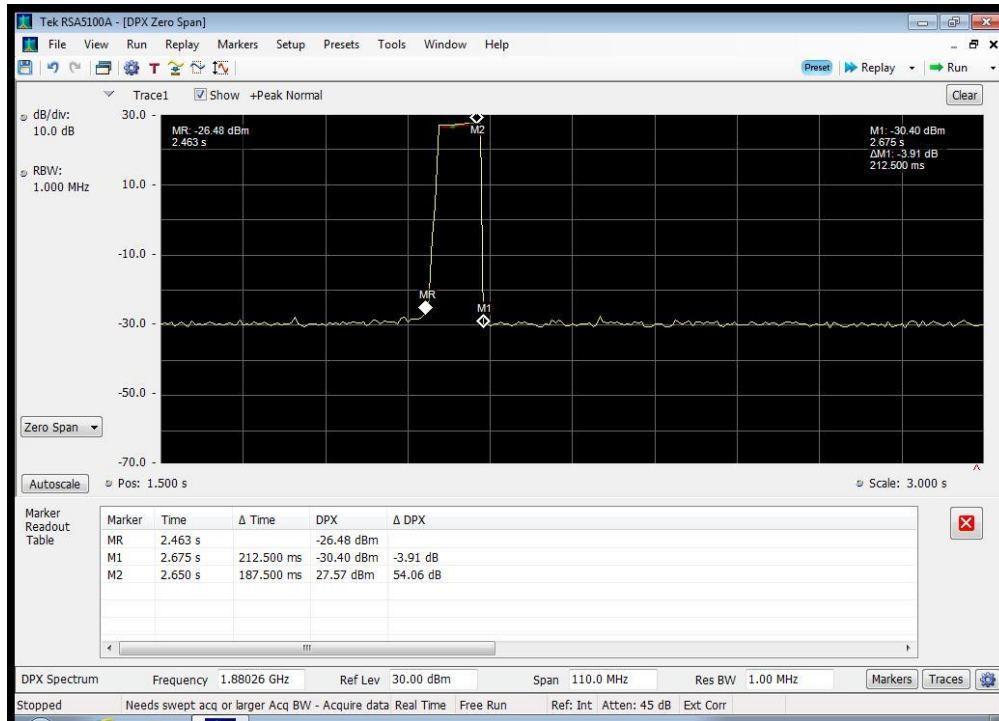 Tek RSA5100A - [DPX Zero Span]
File View Run Replay Markers Setup Presets Tools Window Help
T Preset Replay Run
Trace1 Show +Peak Normal Clear
dB/div:
10.0 dB
RBW:
1.000 MHz
30.0 -
10.0 -
-10.0 -
-30.0 -
-50.0 -
-70.0 -
MR: -26.48 dBm
2.463 s
M1: -30.40 dBm
2.675 s
ΔM1: -3.91 dB
212.500 ms
M2
MR
M1
Zero Span
Autoscale Pos: 1.500 s Scale: 3.000 s
Marker
Readout
Table
Marker Time Δ Time DPX Δ DPX
MR 2.463 s -26.48 dBm
M1 2.675 s 212.500 ms -30.40 dBm -3.91 dB
M2 2.650 s 187.500 ms 27.57 dBm 54.06 dB
DPX Spectrum Frequency 1.88026 GHz Ref Lev 30.00 dBm Span 110.0 MHz Res BW 1.00 MHz Markers Traces
Stopped Needs swept acq or larger Acq BW - Acquire data Real Time Free Run Ref: Int Atten: 45 dB Ext Corr